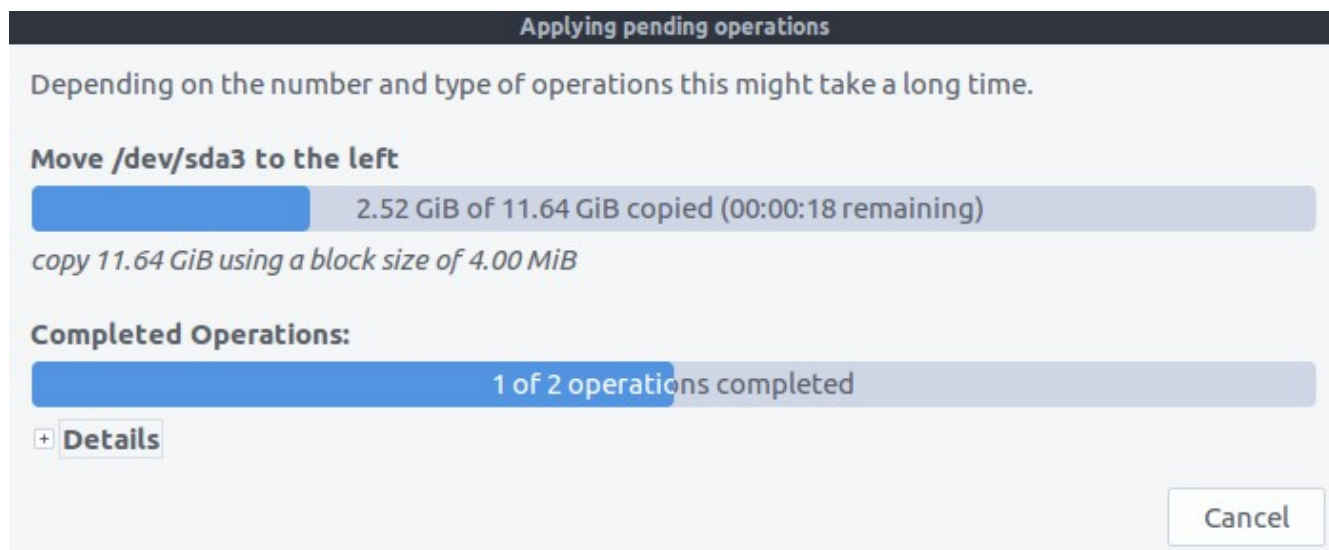 Applying pending operations
Depending on the number and type of operations this might take a long time.
Move /dev/sda3 to the left
2.52 GiB of 11.64 GiB copied (00:00:18 remaining)
copy 11.64 GiB using a block size of 4.00 MiB
Completed Operations:
1 of 2 operations completed
+ Details
Cancel